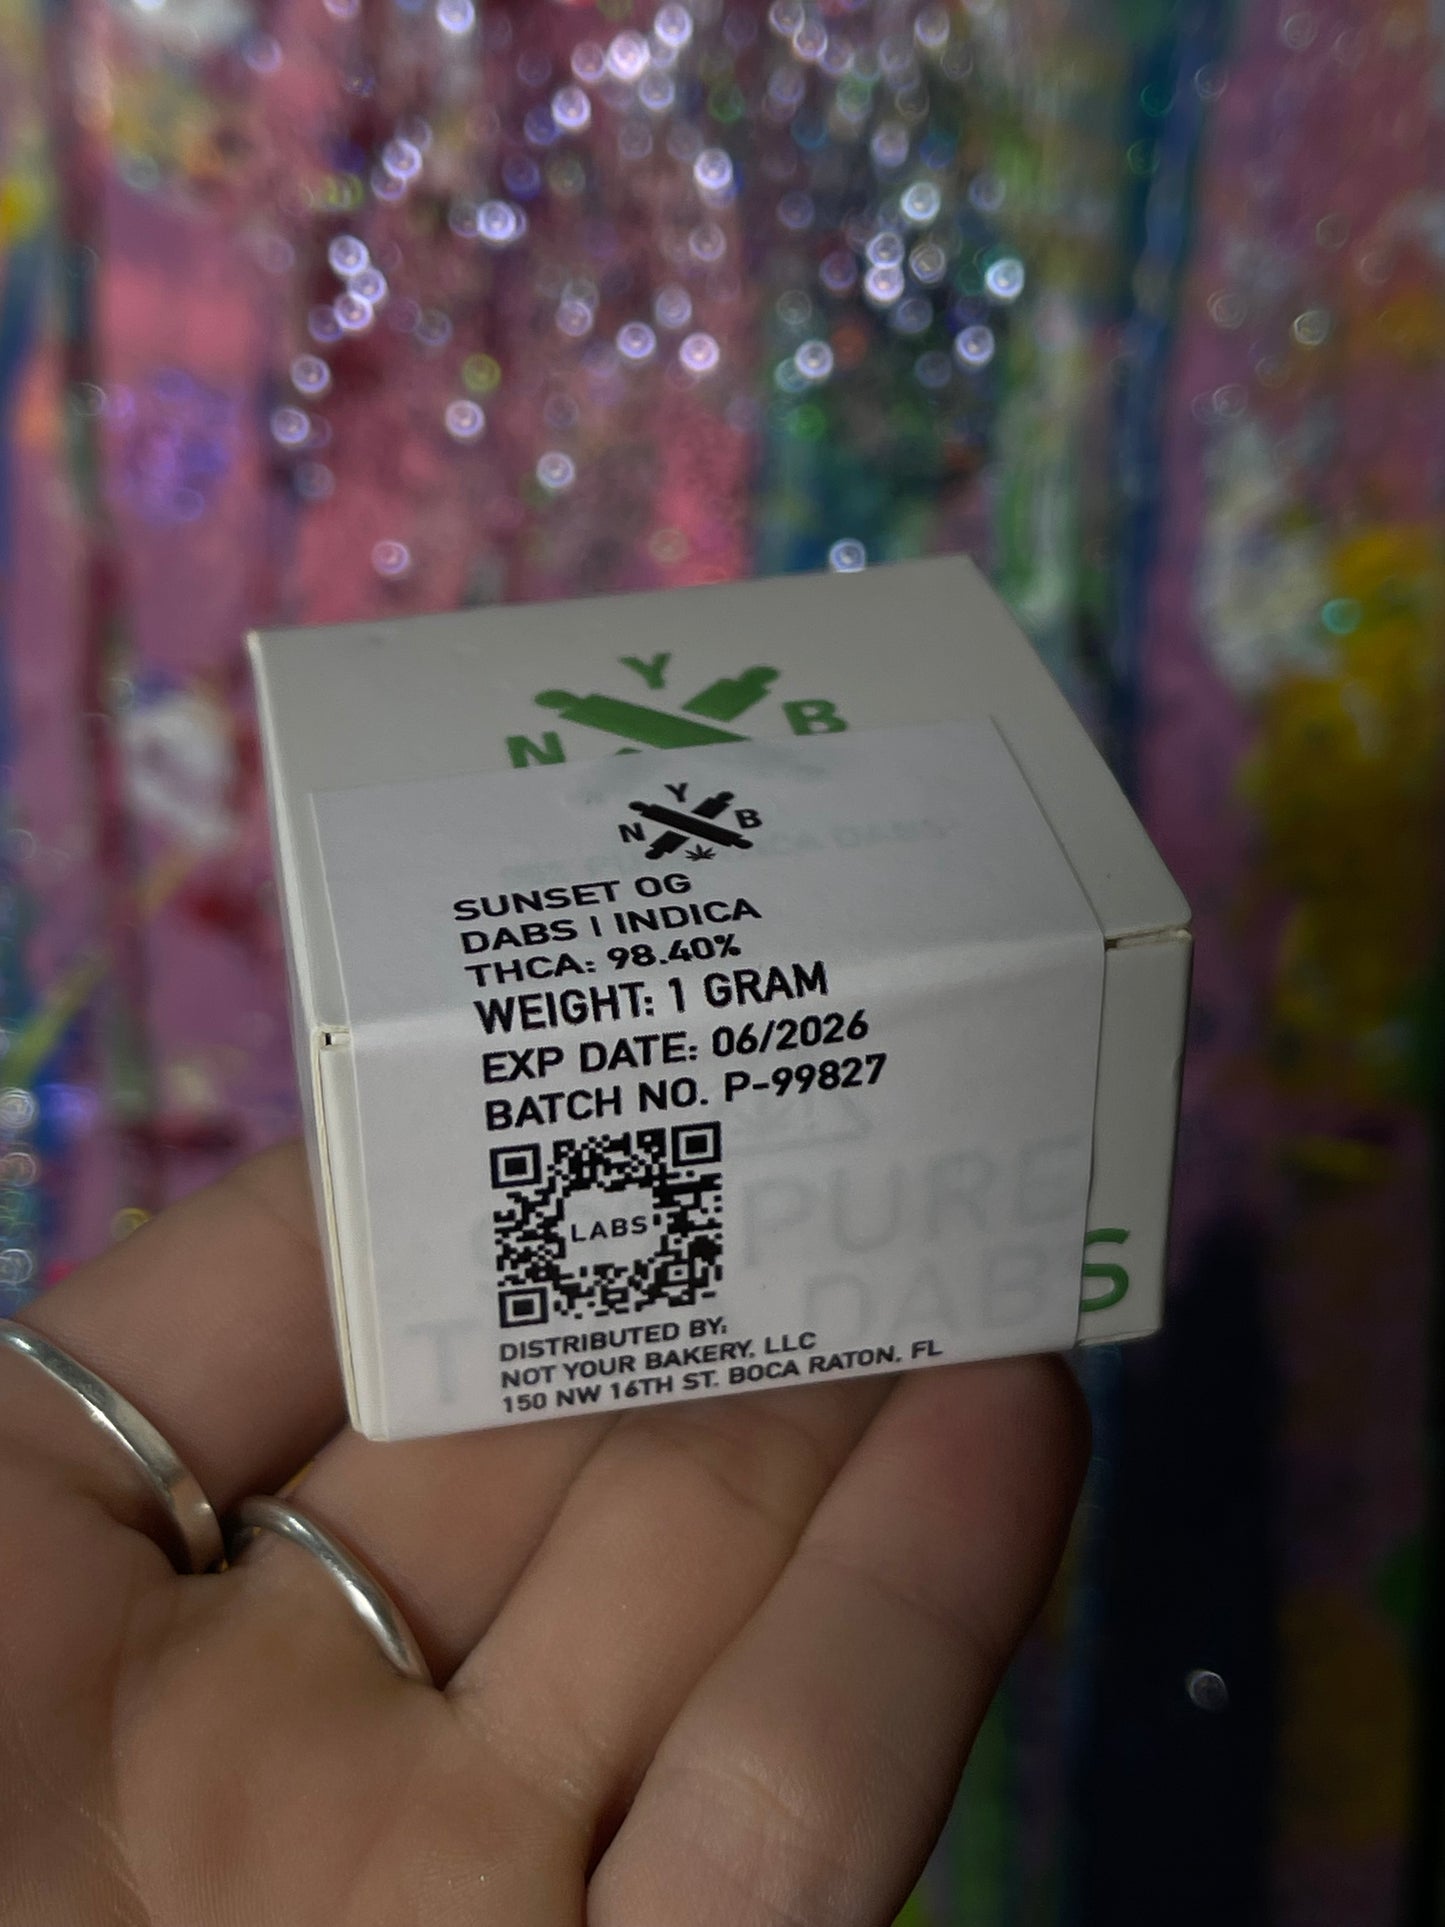 Y
N B
Y
N B
SUNSET OG
DABS | INDICA
THCA: 98.40%
WEIGHT: 1 GRAM
EXP DATE: 06/2026
BATCH NO. P-99827
LABS
DISTRIBUTED BY:
NOT YOUR BAKERY, LLC
150 NW 16TH ST. BOCA RATON, FL
PURE
DABS